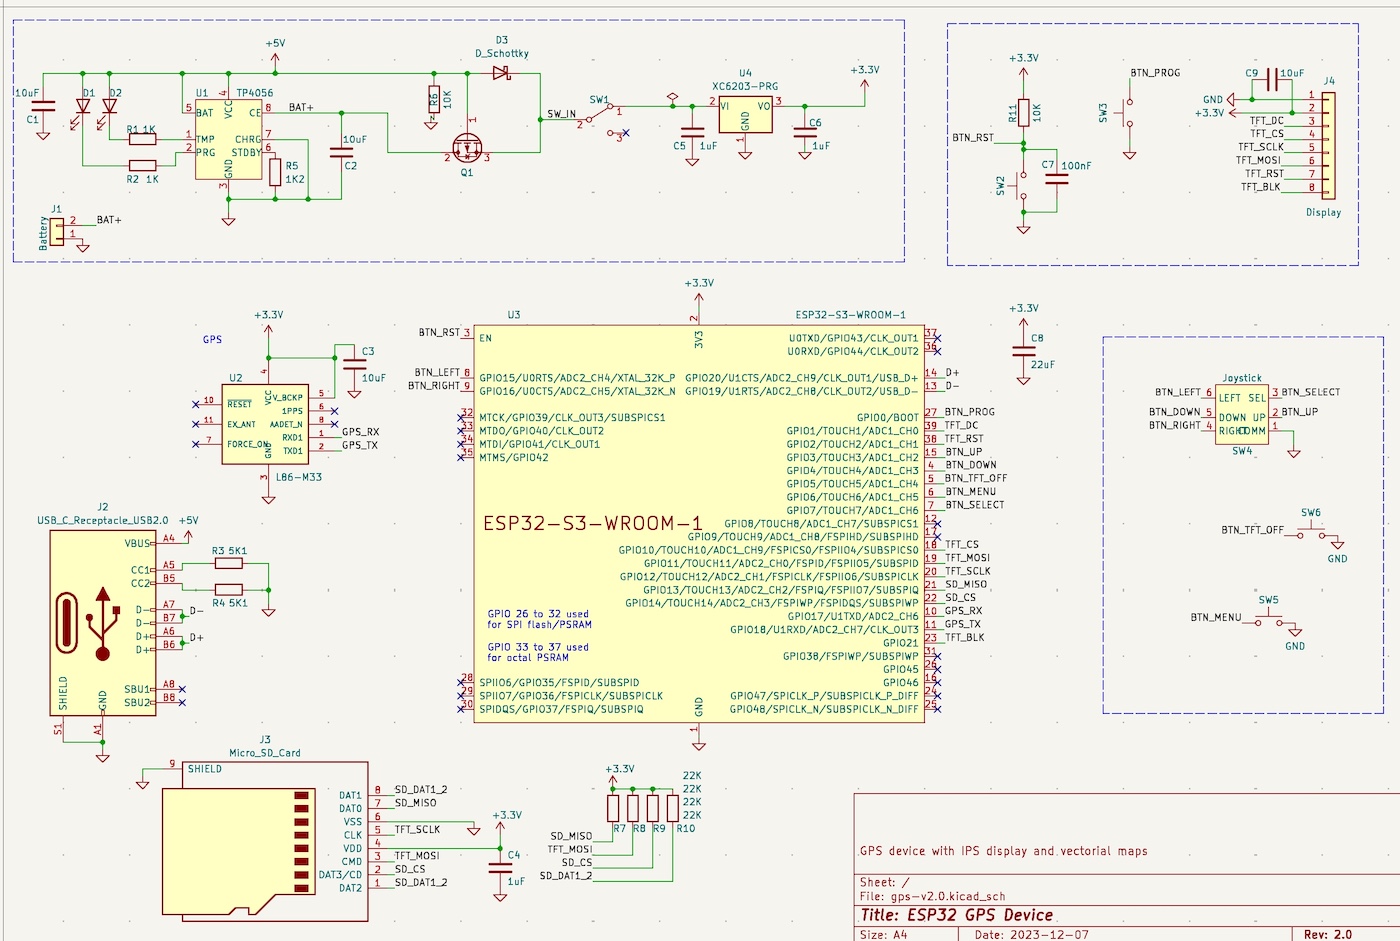 +5V
10uF
C1
D1
D2
R1 1K
R2 1K
U1
TP4056
BAT
TMP
PRG
VCC
CE
CHRG
STDBY
GND
5
1
2
4
8
7
6
3
BAT+
10uF
C2
R5
1K2
J1
Battery
2
1
BAT+
R6
10K
D3
D_Schottky
Q1
1
2
3
SW_IN
SW1
1
2
3
C5
1uF
U4
XC6203-PRG
VI
VO
GND
2
3
1
C6
1uF
+3.3V
+3.3V
R11
10K
BTN_RST
SW2
C7
100nF
BTN_PROG
SW3
C9
10uF
GND
+3.3V
TFT_DC
TFT_CS
TFT_SCLK
TFT_MOSI
TFT_RST
TFT_BLK
J4
1
2
3
4
5
6
7
8
Display
GPS
+3.3V
C3
10uF
U2
4
10
11
7
RESET
EX_ANT
FORCE_ON
VCC
V_BCKP
1PPS
AADET_N
RXD1
TXD1
GND
5
6
8
1
2
3
GPS_RX
GPS_TX
L86-M33
J2
USB_C_Receptacle_USB2.0
+5V
VBUS
A4
CC1
A5
CC2
B5
R3 5K1
R4 5K1
D-
A7
D-
B7
D+
A6
D+
B6
D-
D+
SBU1
A8
SBU2
B8
SHIELD
GND
S1
A1
+3.3V
U3
ESP32-S3-WROOM-1
2
3V3
BTN_RST 3 EN
BTN_LEFT 8 GPIO15/U0RTS/ADC2_CH4/XTAL_32K_P
BTN_RIGHT 9 GPIO16/U0CTS/ADC2_CH5/XTAL_32K_N
32 MTCK/GPIO39/CLK_OUT3/SUBSPICS1
33 MTDO/GPIO40/CLK_OUT2
34 MTDI/GPIO41/CLK_OUT1
35 MTMS/GPIO42
ESP32-S3-WROOM-1
GPIO 26 to 32 used
for SPI flash/PSRAM
GPIO 33 to 37 used
for octal PSRAM
28 SPIIO6/GPIO35/FSPID/SUBSPID
29 SPIIO7/GPIO36/FSPICLK/SUBSPICLK
30 SPIDQS/GPIO37/FSPIQ/SUBSPIQ
U0TXD/GPIO43/CLK_OUT1 37
U0RXD/GPIO44/CLK_OUT2 36
GPIO20/U1CTS/ADC2_CH9/CLK_OUT1/USB_D+ 14 D+
GPIO19/U1RTS/ADC2_CH8/CLK_OUT2/USB_D- 13 D-
GPIO0/BOOT 27 BTN_PROG
GPIO1/TOUCH1/ADC1_CH0 39 TFT_DC
GPIO2/TOUCH2/ADC1_CH1 38 TFT_RST
GPIO3/TOUCH3/ADC1_CH2 15 BTN_UP
GPIO4/TOUCH4/ADC1_CH3 4 BTN_DOWN
GPIO5/TOUCH5/ADC1_CH4 5 BTN_TFT_OFF
GPIO6/TOUCH6/ADC1_CH5 6 BTN_MENU
GPIO7/TOUCH7/ADC1_CH6 7 BTN_SELECT
GPIO8/TOUCH8/ADC1_CH7/SUBSPICS1 12
GPIO9/TOUCH9/ADC1_CH8/FSPIHD/SUBSPIHD 17
GPIO10/TOUCH10/ADC1_CH9/FSPICS0/FSPIIO4/SUBSPICS0 18 TFT_CS
GPIO11/TOUCH11/ADC2_CH0/FSPID/FSPIIO5/SUBSPID 19 TFT_MOSI
GPIO12/TOUCH12/ADC2_CH1/FSPICLK/FSPIIO6/SUBSPICLK 20 TFT_SCLK
GPIO13/TOUCH13/ADC2_CH2/FSPIQ/FSPIIO7/SUBSPIQ 21 SD_MISO
GPIO14/TOUCH14/ADC2_CH3/FSPIWP/FSPIDQS/SUBSPIWP 22 SD_CS
GPIO17/U1TXD/ADC2_CH6 10 GPS_RX
GPIO18/U1RXD/ADC2_CH7/CLK_OUT3 11 GPS_TX
GPIO21 23 TFT_BLK
GPIO38/FSPIWP/SUBSPIWP 31
GPIO45 26
GPIO46 16
GPIO47/SPICLK_P/SUBSPICLK_P_DIFF 24
GPIO48/SPICLK_N/SUBSPICLK_N_DIFF 25
GND
1
+3.3V
C8
22uF
Joystick
BTN_LEFT 6 LEFT SEL 3 BTN_SELECT
BTN_DOWN 5 DOWN UP 2 BTN_UP
BTN_RIGHT 4 RIGHT COMM 1
SW4
SW6
BTN_TFT_OFF
GND
SW5
BTN_MENU
GND
J3
Micro_SD_Card
9 SHIELD
DAT1 8 SD_DAT1_2
DAT0 7 SD_MISO
VSS 6
CLK 5 TFT_SCLK
VDD 4
CMD 3 TFT_MOSI
DAT3/CD 2 SD_CS
DAT2 1 SD_DAT1_2
+3.3V
C4
1uF
+3.3V
22K
22K
22K
22K
R7 R8 R9 R10
SD_MISO
TFT_MOSI
SD_CS
SD_DAT1_2
GPS device with IPS display and vectorial maps
Sheet: /
File: gps-v2.0.kicad_sch
Title: ESP32 GPS Device
Size: A4 Date: 2023-12-07 Rev: 2.0